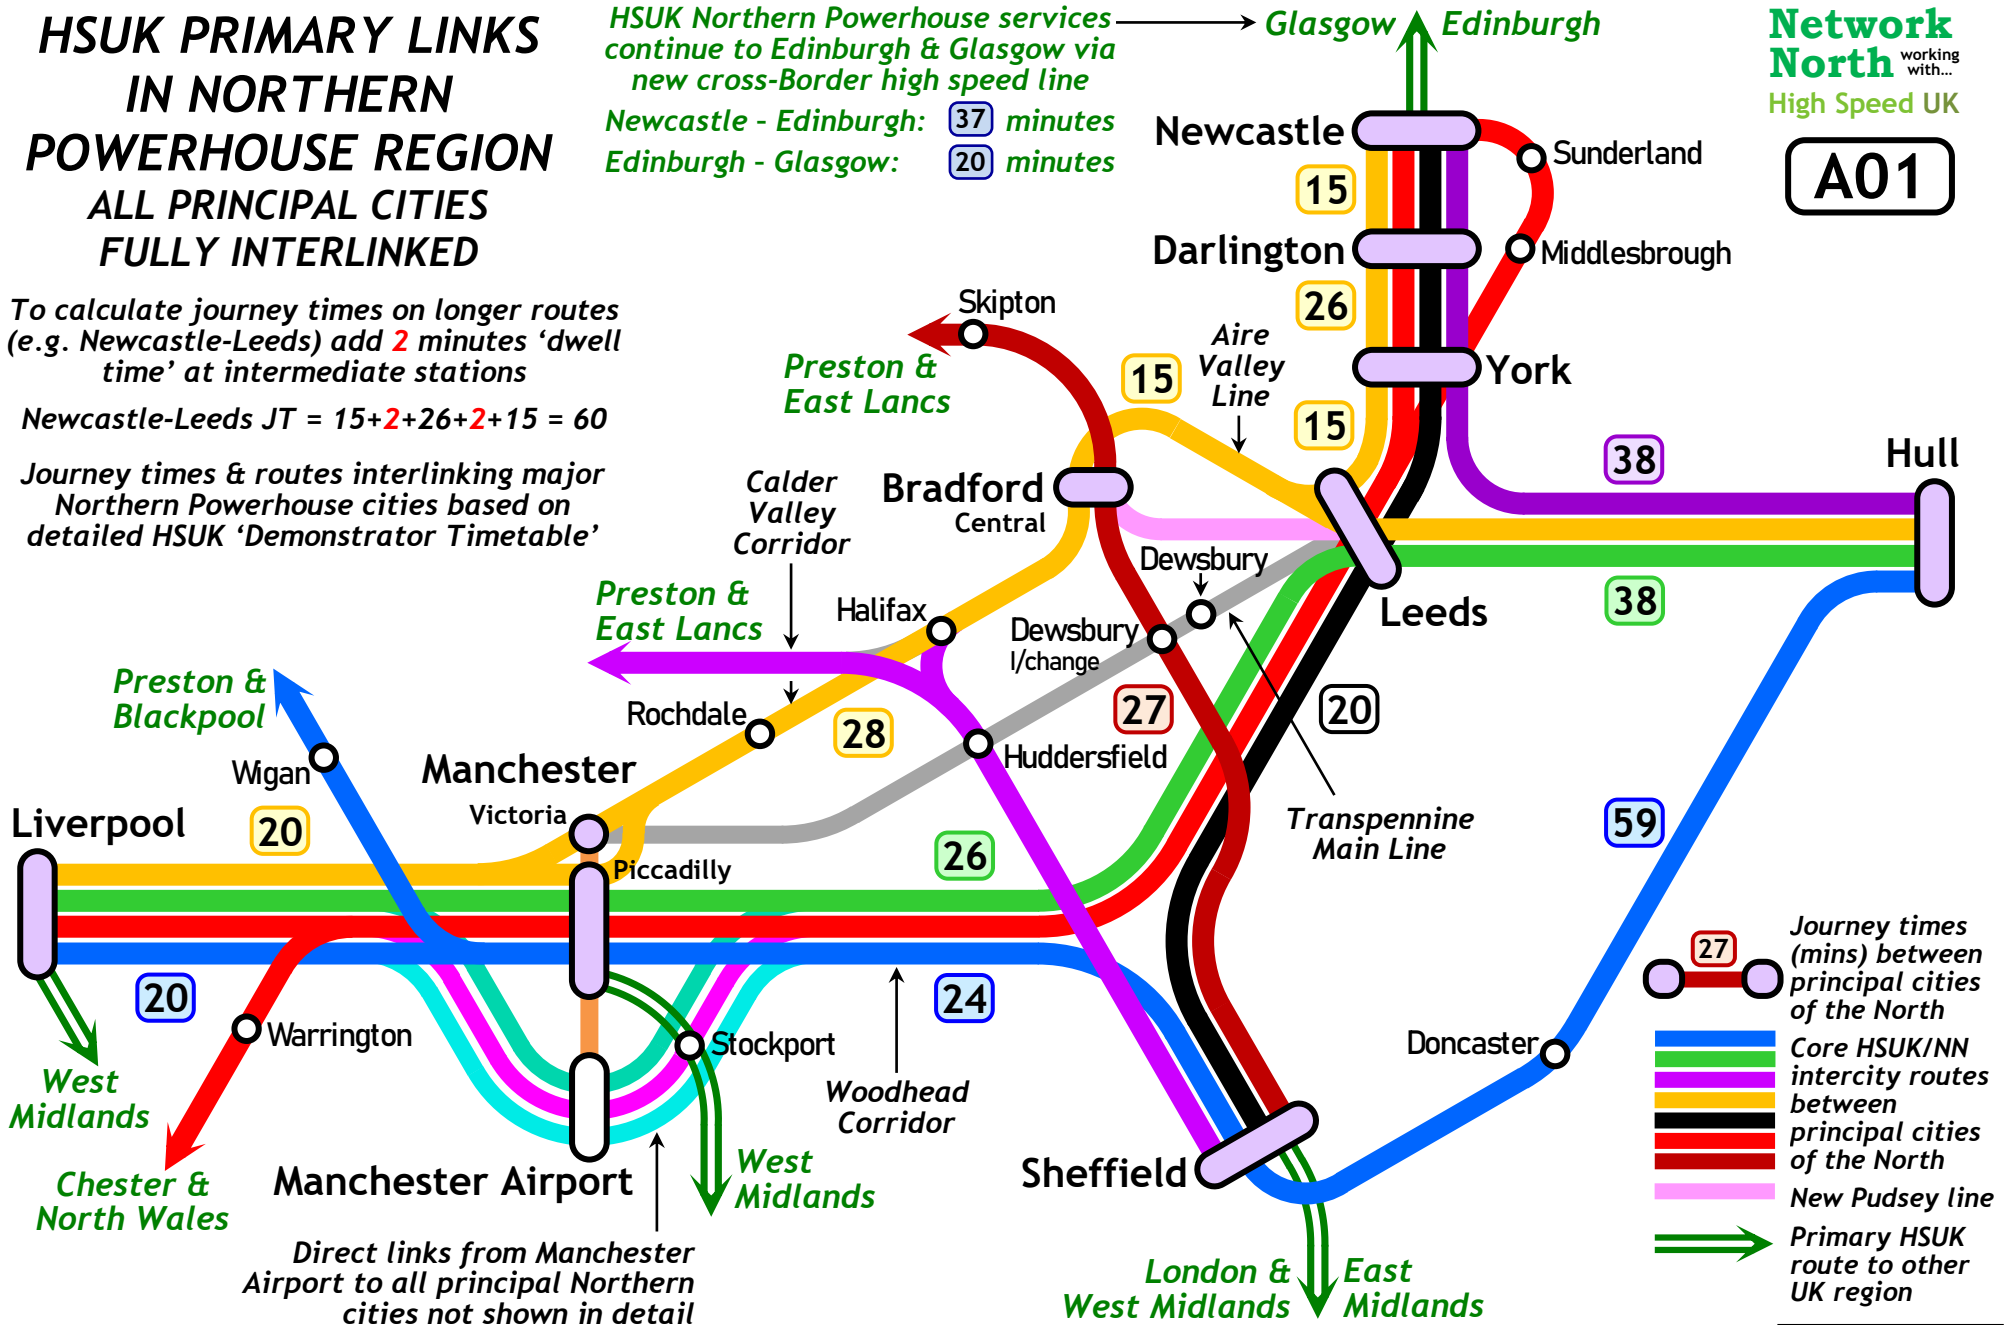 HSUK PRIMARY LINKS
IN NORTHERN
POWERHOUSE REGION
ALL PRINCIPAL CITIES
FULLY INTERLINKED
To calculate journey times on longer routes
(e.g. Newcastle-Leeds) add 2 minutes ‘dwell
time’ at intermediate stations
Newcastle-Leeds JT = 15+2+26+2+15 = 60
Journey times & routes interlinking major
Northern Powerhouse cities based on
detailed HSUK ‘Demonstrator Timetable’
HSUK Northern Powerhouse services
continue to Edinburgh & Glasgow via
new cross-Border high speed line
Newcastle – Edinburgh: 37 minutes
Edinburgh – Glasgow: 20 minutes
Glasgow
Edinburgh
Network
North working
with...
High Speed UK
A01
Newcastle
Sunderland
15
Darlington
Middlesbrough
26
York
Skipton
Preston &
East Lancs
15
Aire
Valley
Line
15
38
Hull
Bradford
Central
Calder
Valley
Corridor
Dewsbury
Leeds
38
Preston &
East Lancs
Halifax
Dewsbury
I/change
Preston &
Blackpool
Rochdale
28
27
20
Huddersfield
Wigan
Manchester
Victoria
Piccadilly
Liverpool
20
26
Transpennine
Main Line
59
20
24
Warrington
Stockport
Woodhead
Corridor
Doncaster
West
Midlands
Chester &
North Wales
Manchester Airport
West
Midlands
Sheffield
Direct links from Manchester
Airport to all principal Northern
cities not shown in detail
London &
West Midlands
East
Midlands
27
Journey times
(mins) between
principal cities
of the North
Core HSUK/NN
intercity routes
between
principal cities
of the North
New Pudsey line
Primary HSUK
route to other
UK region